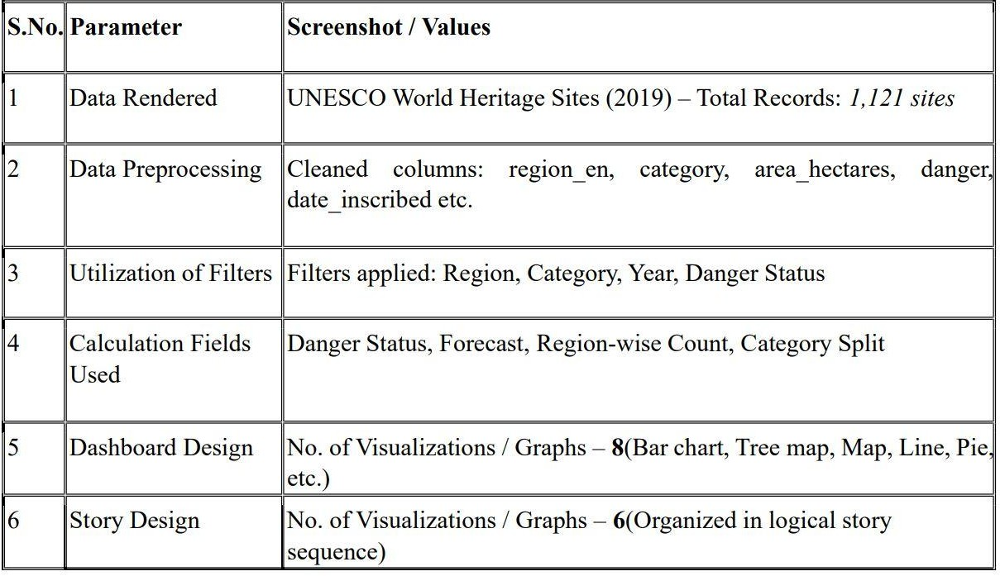 S.No. Parameter Screenshot / Values
1 Data Rendered UNESCO World Heritage Sites (2019) – Total Records: 1,121 sites
2 Data Preprocessing Cleaned columns: region_en, category, area_hectares, danger,
date_inscribed etc.
3 Utilization of Filters Filters applied: Region, Category, Year, Danger Status
4 Calculation Fields Danger Status, Forecast, Region-wise Count, Category Split
Used
5 Dashboard Design No. of Visualizations / Graphs – 8(Bar chart, Tree map, Map, Line, Pie,
etc.)
6 Story Design No. of Visualizations / Graphs – 6(Organized in logical story
sequence)